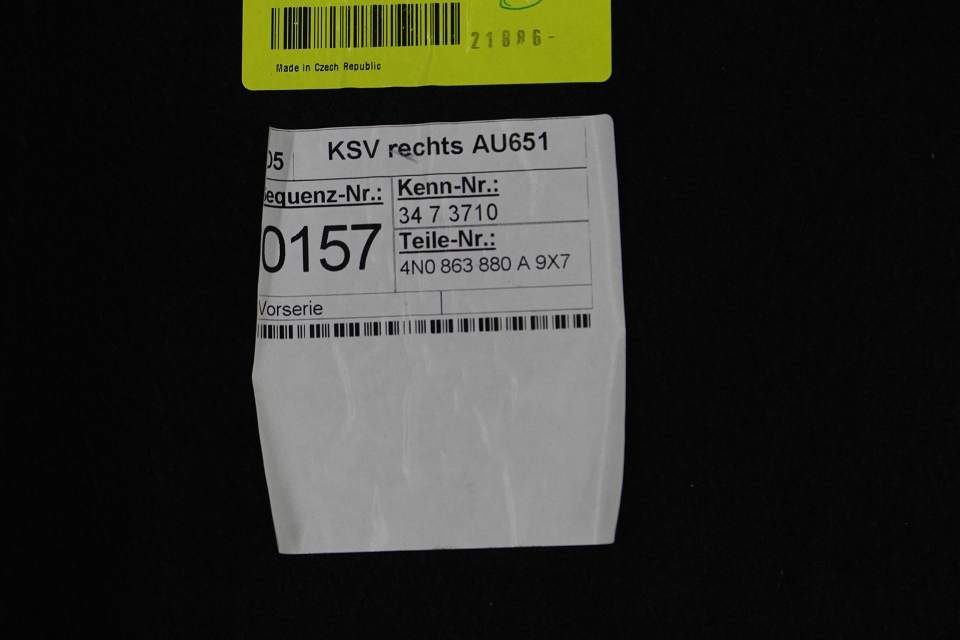 21886-
Made in Czech Republic
05 KSV rechts AU651
equenz-Nr.: Kenn-Nr.:
34 7 3710
0157 Teile-Nr.:
4N0 863 880 A 9X7
Vorserie